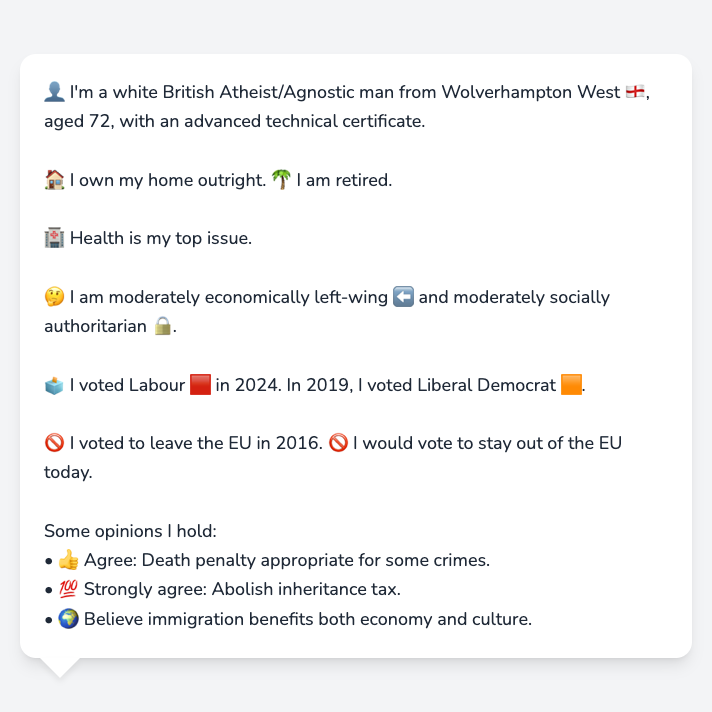 👤 I'm a white British Atheist/Agnostic man from Wolverhampton West 🏴󠁧󠁢󠁥󠁮󠁧󠁿,
aged 72, with an advanced technical certificate.
🏠 I own my home outright. 🌴 I am retired.
🏥 Health is my top issue.
🤔 I am moderately economically left-wing ⬅️ and moderately socially
authoritarian 🔒.
🗳️ I voted Labour 🟥 in 2024. In 2019, I voted Liberal Democrat 🟧.
🚫 I voted to leave the EU in 2016. 🚫 I would vote to stay out of the EU
today.
Some opinions I hold:
• 👍 Agree: Death penalty appropriate for some crimes.
• 💯 Strongly agree: Abolish inheritance tax.
• 🌍 Believe immigration benefits both economy and culture.